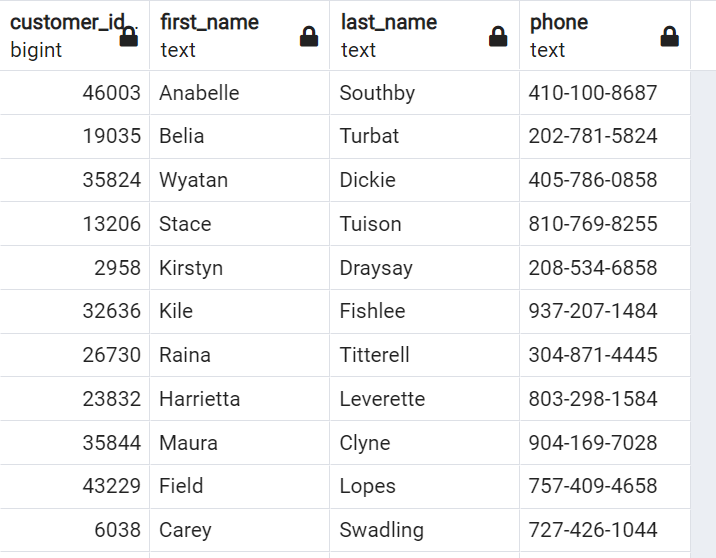 customer_id first_name last_name phone
bigint text text text
46003 Anabelle Southby 410-100-8687
19035 Belia Turbat 202-781-5824
35824 Wyatan Dickie 405-786-0858
13206 Stace Tuison 810-769-8255
2958 Kirstyn Draysay 208-534-6858
32636 Kile Fishlee 937-207-1484
26730 Raina Titterell 304-871-4445
23832 Harrietta Leverette 803-298-1584
35844 Maura Clyne 904-169-7028
43229 Field Lopes 757-409-4658
6038 Carey Swadling 727-426-1044